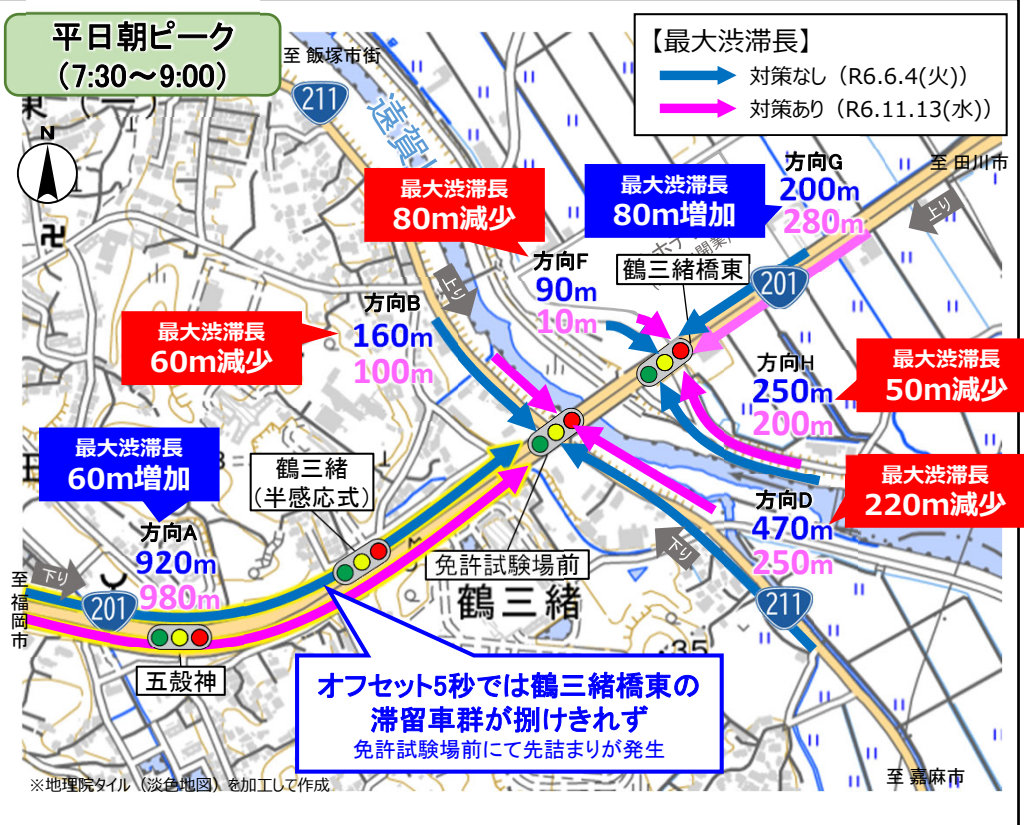 平日朝ピーク
（7:30～9:00）
【最大渋滞長】
対策なし（R6.6.4(火)）
対策あり（R6.11.13(水)）
至 飯塚市街
211
遠賀
N
最大渋滞長
80m減少
最大渋滞長
80m増加
方向G
200m
280m
至 田川市
上り
方向F
90m
10m
鶴三緒橋東
201
方向B
160m
100m
上り
最大渋滞長
60m減少
方向H
250m
200m
最大渋滞長
50m減少
最大渋滞長
60m増加
鶴三緒
（半感応式）
最大渋滞長
220m減少
方向D
470m
250m
下り
方向A
920m
980m
免許試験場前
鶴三緒
至福岡市
下り
201
211
五殻神
35
オフセット5秒では鶴三緒橋東の
滞留車群が捌けきれず
免許試験場前にて先詰まりが発生
※地理院タイル（淡色地図）を加工して作成
至 嘉麻市